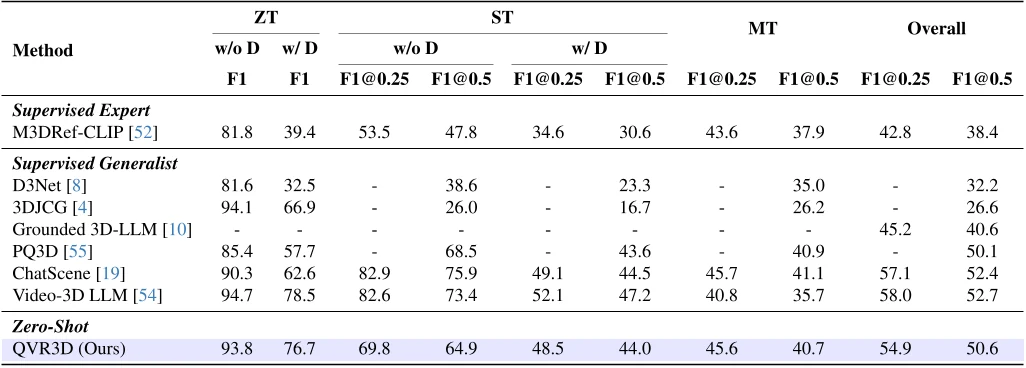 Method ZT ST MT Overall
w/o D w/ D w/o D w/ D
F1 F1 F1@0.25 F1@0.5 F1@0.25 F1@0.5 F1@0.25 F1@0.5 F1@0.25 F1@0.5
Supervised Expert
M3DRef-CLIP [52] 81.8 39.4 53.5 47.8 34.6 30.6 43.6 37.9 42.8 38.4
Supervised Generalist
D3Net [8] 81.6 32.5 - 38.6 - 23.3 - 35.0 - 32.2
3DJCG [4] 94.1 66.9 - 26.0 - 16.7 - 26.2 - 26.6
Grounded 3D-LLM [10] - - - - - - - - 45.2 40.6
PQ3D [55] 85.4 57.7 - 68.5 - 43.6 - 40.9 - 50.1
ChatScene [19] 90.3 62.6 82.9 75.9 49.1 44.5 45.7 41.1 57.1 52.4
Video-3D LLM [54] 94.7 78.5 82.6 73.4 52.1 47.2 40.8 35.7 58.0 52.7
Zero-Shot
QVR3D (Ours) 93.8 76.7 69.8 64.9 48.5 44.0 45.6 40.7 54.9 50.6